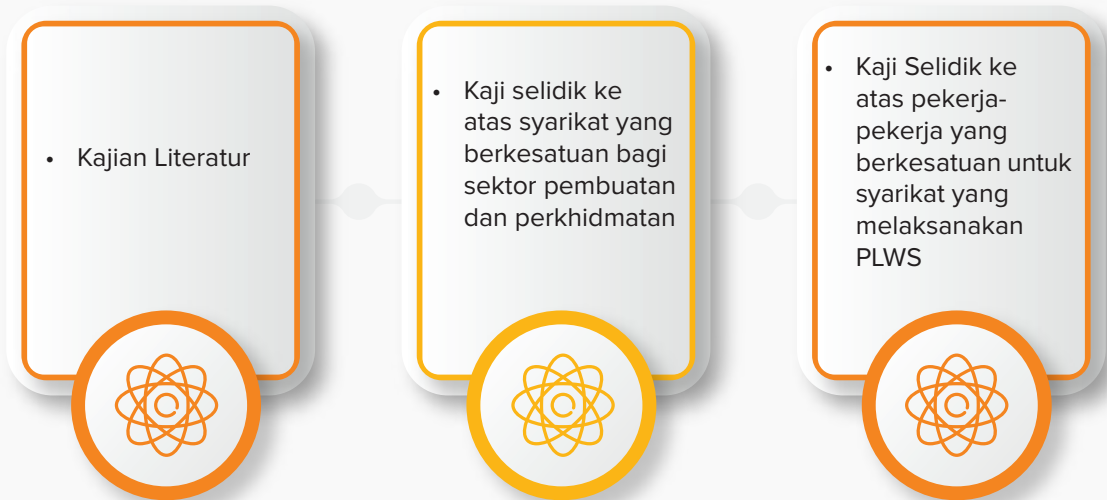 • Kajian Literatur
• Kaji selidik ke
atas syarikat yang
berkesatuan bagi
sektor pembuatan
dan perkhidmatan
• Kaji Selidik ke
atas pekerja-
pekerja yang
berkesatuan untuk
syarikat yang
melaksanakan
PLWS